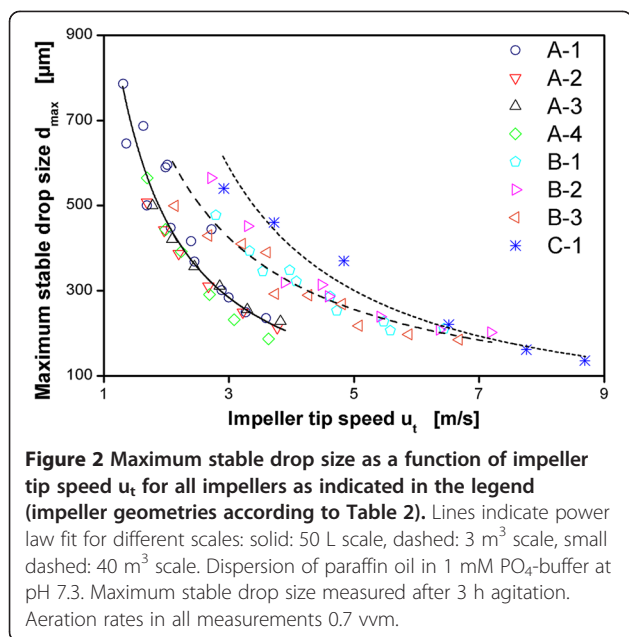 900
700
500
300
100
Maximum stable drop size d_max [µm]
A-1
A-2
A-3
A-4
B-1
B-2
B-3
C-1
1 3 5 7 9
Impeller tip speed u_t [m/s]
Figure 2 Maximum stable drop size as a function of impeller
tip speed u_t for all impellers as indicated in the legend
(impeller geometries according to Table 2). Lines indicate power
law fit for different scales: solid: 50 L scale, dashed: 3 m³ scale, small
dashed: 40 m³ scale. Dispersion of paraffin oil in 1 mM PO₄-buffer at
pH 7.3. Maximum stable drop size measured after 3 h agitation.
Aeration rates in all measurements 0.7 vvm.